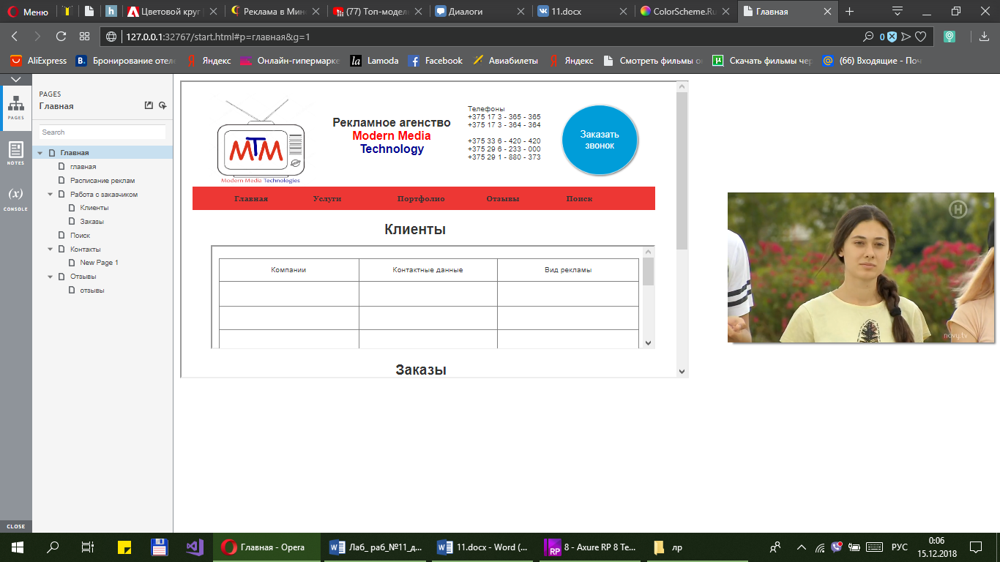 Меню
Цветовой круг
Реклама в Мин
(77) Топ-модел
Диалоги
11.docx
ColorScheme.Ru
Главная
127.0.0.1:32767/start.html#p=главная&g=1
0
AliExpress
B.
Бронирование отеле
Я
Яндекс
Онлайн-гипермарке
la
Lamoda
Facebook
Авиабилеты
Я
Яндекс
Смотреть фильмы о
Скачать фильмы чер
(66) Входящие - Поч
PAGES
NOTES
(x)
CONSOLE
CLOSE
PAGES
Главная
Search
Главная
главная
Расписание реклам
Работа с заказчиком
Клиенты
Заказы
Поиск
Контакты
New Page 1
Отзывы
отзывы
MTM
Modern Media Technologies
Рекламное агенство
Modern Media
Technology
Телефоны
+375 17 3 - 365 - 365
+375 17 3 - 364 - 364
+375 33 6 - 420 - 420
+375 29 6 - 233 - 000
+375 29 1 - 880 - 373
Заказать
звонок
Главная Услуги Портфолио Отзывы Поиск
Клиенты
Компании Контактные данные Вид рекламы
Заказы
H
novy.tv
Главная - Opera
Лаб_ раб_№11_д...
11.docx - Word (...
RP
8 - Axure RP 8 Te...
лр
РУС
0:06
15.12.2018